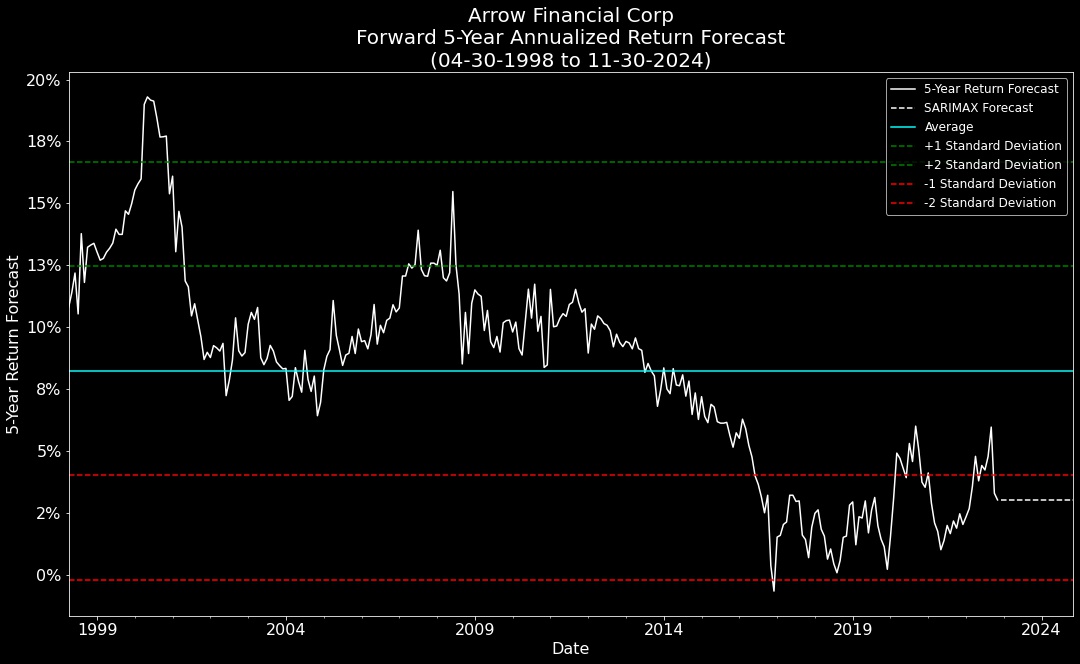 Arrow Financial Corp
Forward 5-Year Annualized Return Forecast
(04-30-1998 to 11-30-2024)
20%
18%
15%
13%
10%
8%
5%
2%
0%
5-Year Return Forecast
5-Year Return Forecast
SARIMAX Forecast
Average
+1 Standard Deviation
+2 Standard Deviation
-1 Standard Deviation
-2 Standard Deviation
1999
2004
2009
2014
2019
2024
Date